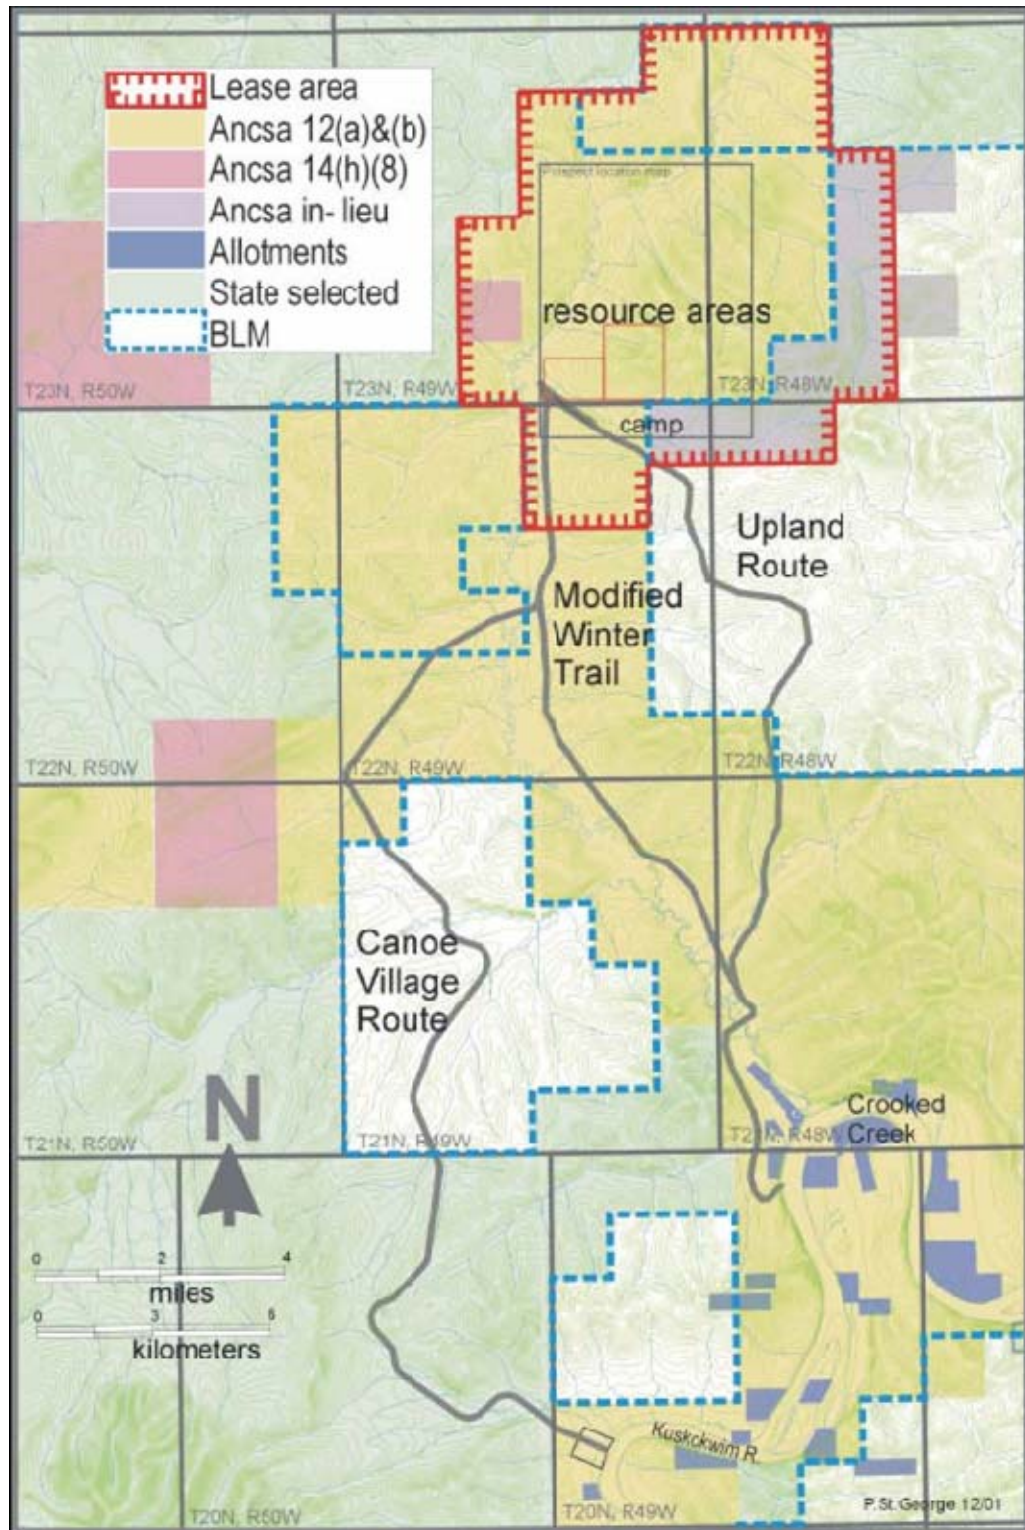 Lease area
Ancsa 12(a)&(b)
Ancsa 14(h)(8)
Ancsa in- lieu
Allotments
State selected
BLM
Prospect location map
resource areas
T23N, R50W
T23N, R49W
T23N, R48W
camp
Upland
Route
Modified
Winter
Trail
T22N, R50W
T22N, R49W
T22N, R48W
Canoe
Village
Route
N
Crooked
Creek
T21N, R50W
T21N, R49W
T21N, R48W
0 2 4
miles
0 3 6
kilometers
Kuskokwim R.
T20N, R50W
T20N, R49W
P.St.George 12/01